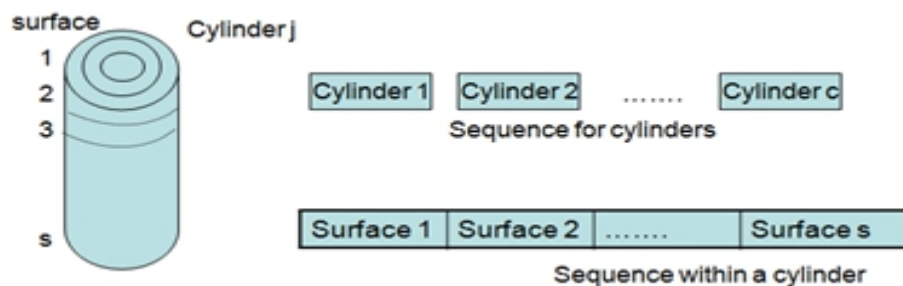 surface
Cylinder j
1
2
3
s
Cylinder 1 Cylinder 2 ....... Cylinder c
Sequence for cylinders
Surface 1 Surface 2 ....... Surface s
Sequence within a cylinder